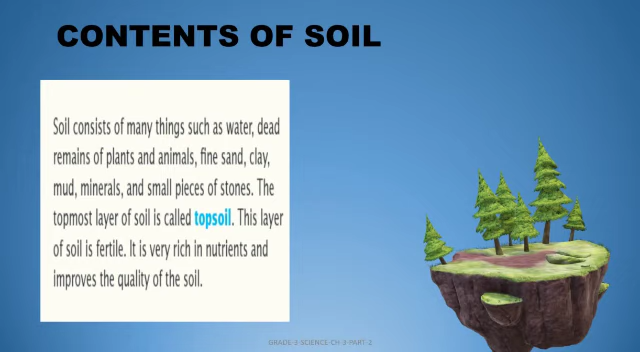 CONTENTS OF SOIL
Soil consists of many things such as water, dead
remains of plants and animals, fine sand, clay,
mud, minerals, and small pieces of stones. The
topmost layer of soil is called topsoil. This layer
of soil is fertile. It is very rich in nutrients and
improves the quality of the soil.
GRADE-3 SCIENCE CH-3-PART-2